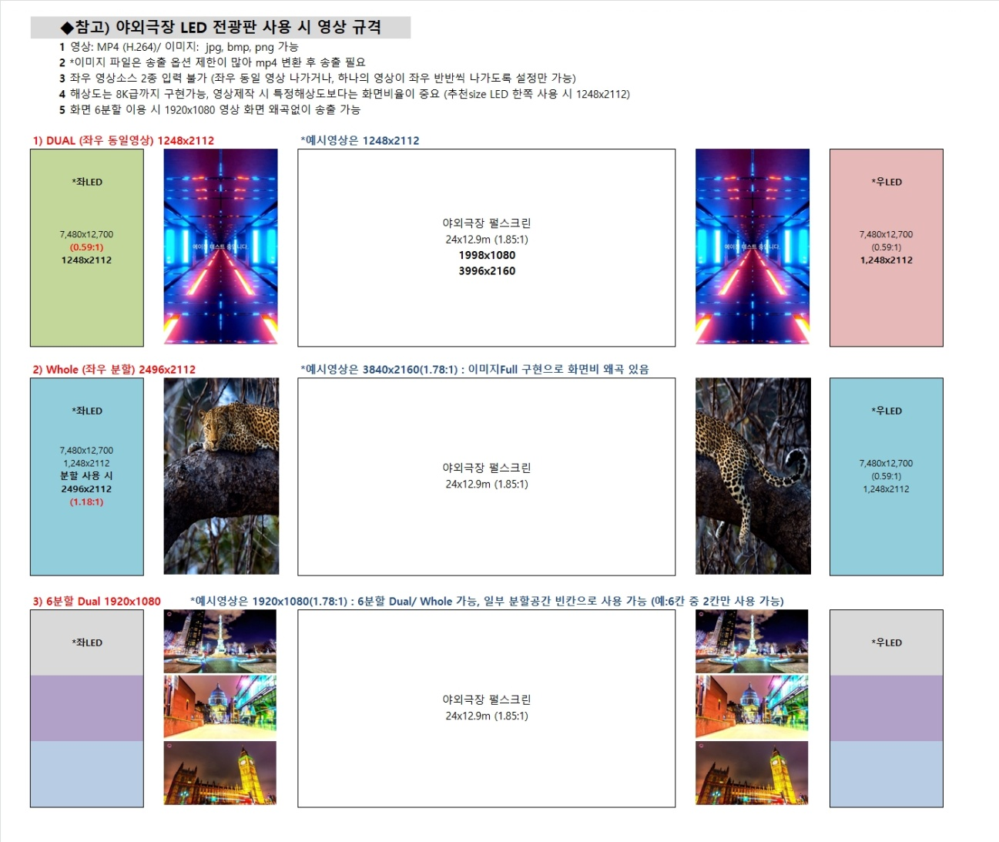 ◆참고) 야외극장 LED 전광판 사용 시 영상 규격
1 영상: MP4 (H.264)/ 이미지: jpg, bmp, png 가능
2 *이미지 파일은 송출 옵션 제한이 많아 mp4 변환 후 송출 필요
3 좌우 영상소스 2종 입력 불가 (좌우 동일 영상 나가거나, 하나의 영상이 좌우 반반씩 나가도록 설정만 가능)
4 해상도는 8K급까지 구현가능, 영상제작 시 특정해상도보다는 화면비율이 중요 (추천size LED 한쪽 사용 시 1248x2112)
5 화면 6분할 이용 시 1920x1080 영상 화면 왜곡없이 송출 가능
1) DUAL (좌우 동일영상) 1248x2112
*예시영상은 1248x2112
*좌LED
7,480x12,700
(0.59:1)
1248x2112
테스트 중입니다.
야외극장 펄스크린
24x12.9m (1.85:1)
1998x1080
3996x2160
테스트 중입니다.
*우LED
7,480x12,700
(0.59:1)
1,248x2112
2) Whole (좌우 분할) 2496x2112
*예시영상은 3840x2160(1.78:1) : 이미지Full 구현으로 화면비 왜곡 있음
*좌LED
7,480x12,700
1,248x2112
분할 사용 시
2496x2112
(1.18:1)
야외극장 펄스크린
24x12.9m (1.85:1)
*우LED
7,480x12,700
(0.59:1)
1,248x2112
3) 6분할 Dual 1920x1080
*예시영상은 1920x1080(1.78:1) : 6분할 Dual/ Whole 가능, 일부 분할공간 빈칸으로 사용 가능 (예:6칸 중 2칸만 사용 가능)
*좌LED
야외극장 펄스크린
24x12.9m (1.85:1)
*우LED